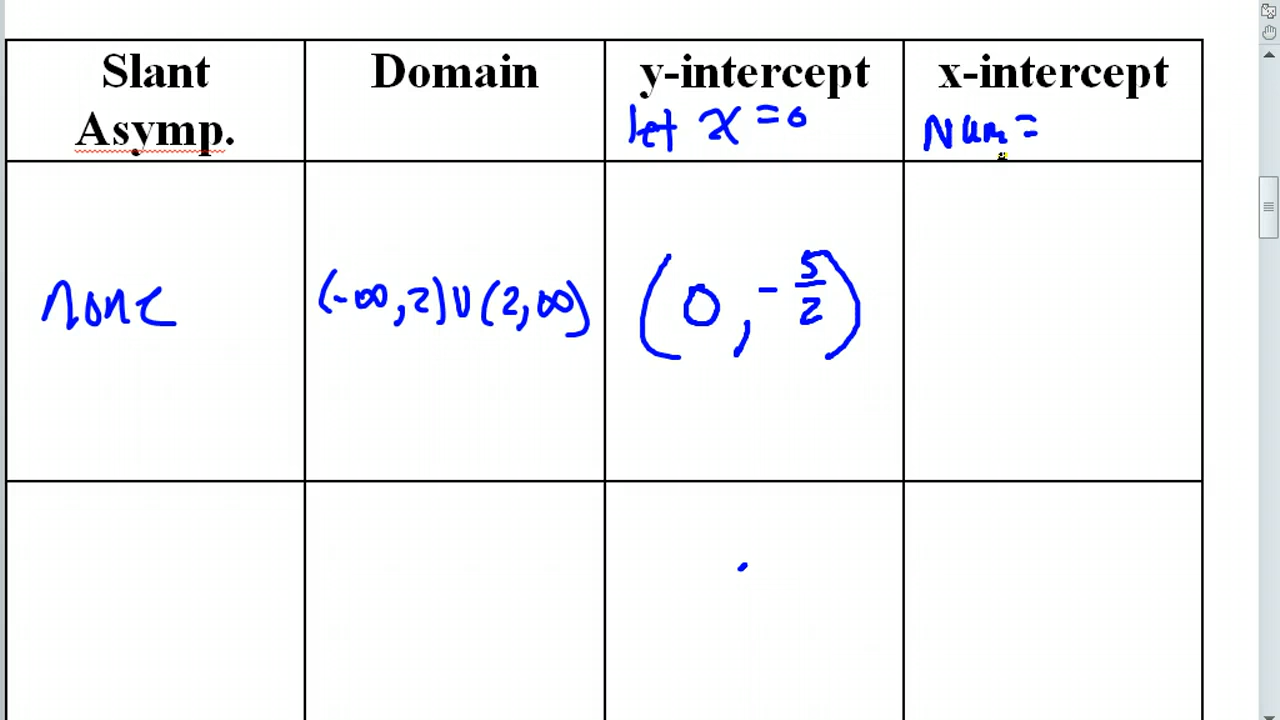 Slant Asymp.
Domain
y-intercept
let x = 0
x-intercept
Num =
none
(-∞, 2) ∪ (2, ∞)
(0, -5/2)